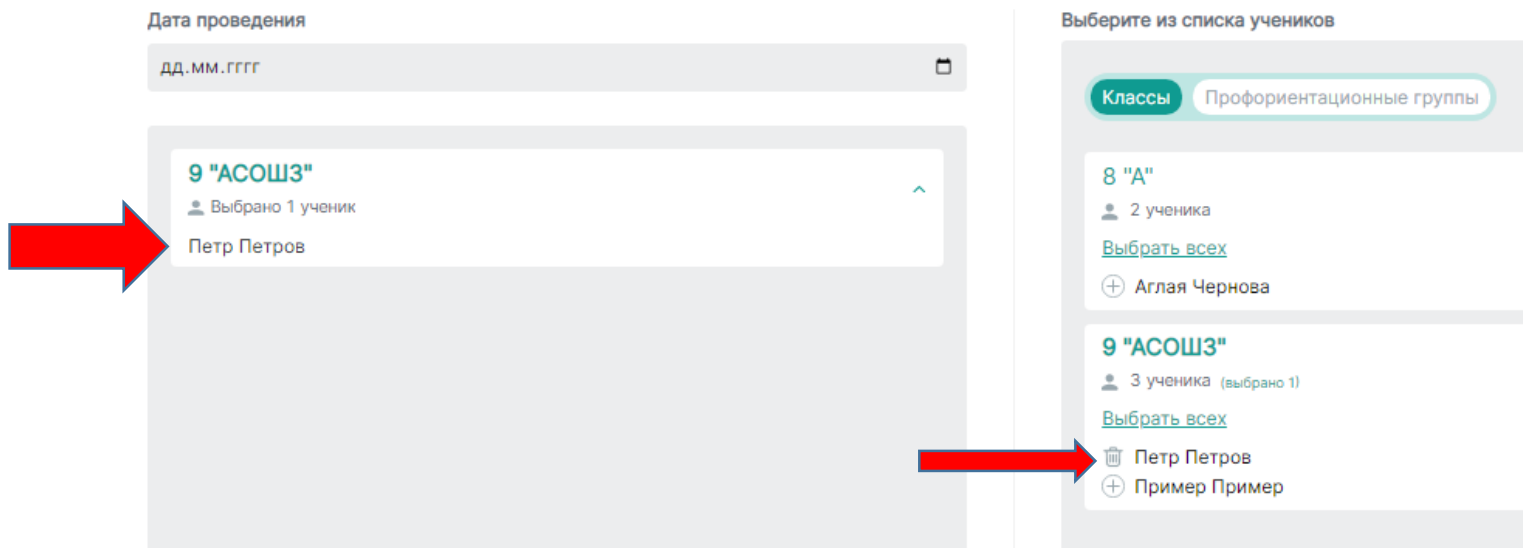 Дата проведения
дд.мм.гггг
9 "АСОШ3"
Выбрано 1 ученик
Петр Петров
Выберите из списка учеников
Классы Профориентационные группы
8 "А"
2 ученика
Выбрать всех
Аглая Чернова
9 "АСОШ3"
3 ученика (выбрано 1)
Выбрать всех
Петр Петров
Пример Пример